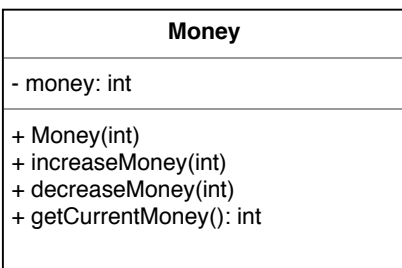 Money
- money: int
+ Money(int)
+ increaseMoney(int)
+ decreaseMoney(int)
+ getCurrentMoney(): int